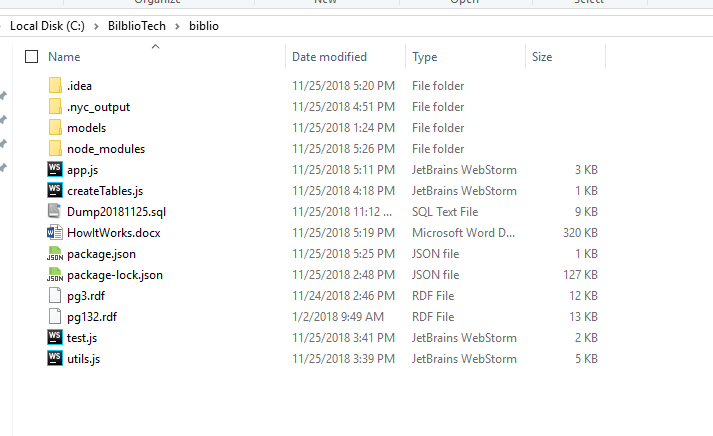 Organize New Open Select
Local Disk (C:) > BilblioTech > biblio
Name Date modified Type Size
.idea 11/25/2018 5:20 PM File folder
.nyc_output 11/25/2018 4:51 PM File folder
models 11/25/2018 1:24 PM File folder
node_modules 11/25/2018 5:26 PM File folder
WS app.js 11/25/2018 5:11 PM JetBrains WebStorm 3 KB
WS createTables.js 11/25/2018 4:18 PM JetBrains WebStorm 1 KB
Dump20181125.sql 11/25/2018 11:12 ... SQL Text File 9 KB
HowItWorks.docx 11/25/2018 5:19 PM Microsoft Word D... 320 KB
JSON package.json 11/25/2018 5:25 PM JSON file 1 KB
JSON package-lock.json 11/25/2018 2:48 PM JSON file 127 KB
pg3.rdf 11/24/2018 2:46 PM RDF File 12 KB
pg132.rdf 1/2/2018 9:49 AM RDF File 13 KB
WS test.js 11/25/2018 3:41 PM JetBrains WebStorm 2 KB
WS utils.js 11/25/2018 3:39 PM JetBrains WebStorm 5 KB